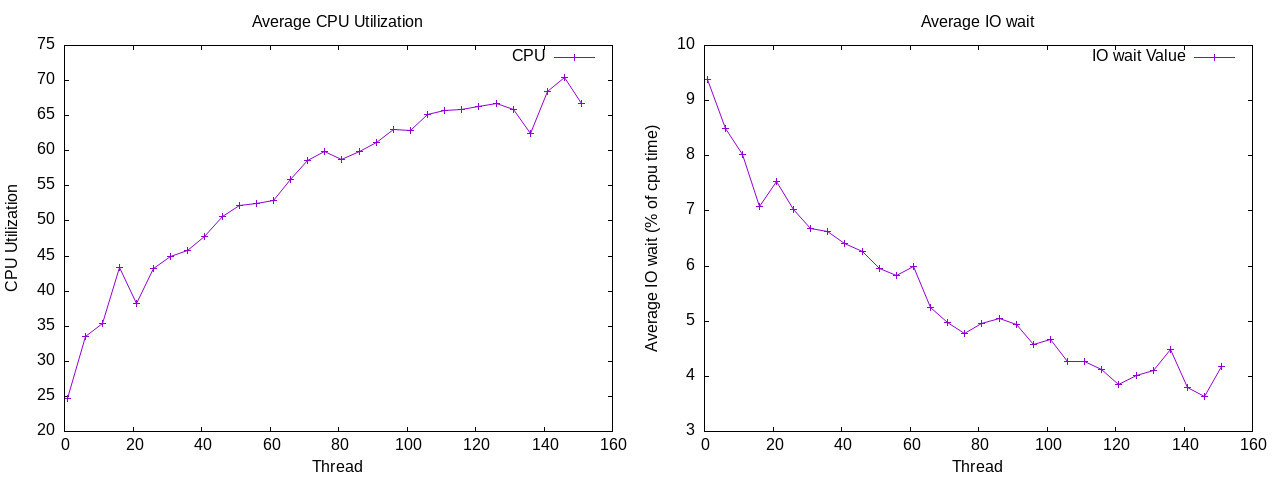 Average CPU Utilization
CPU
75
70
65
60
55
50
45
40
35
30
25
20
0 20 40 60 80 100 120 140 160
CPU Utilization
Thread
Average IO wait
IO wait Value
10
9
8
7
6
5
4
3
0 20 40 60 80 100 120 140 160
Average IO wait (% of cpu time)
Thread